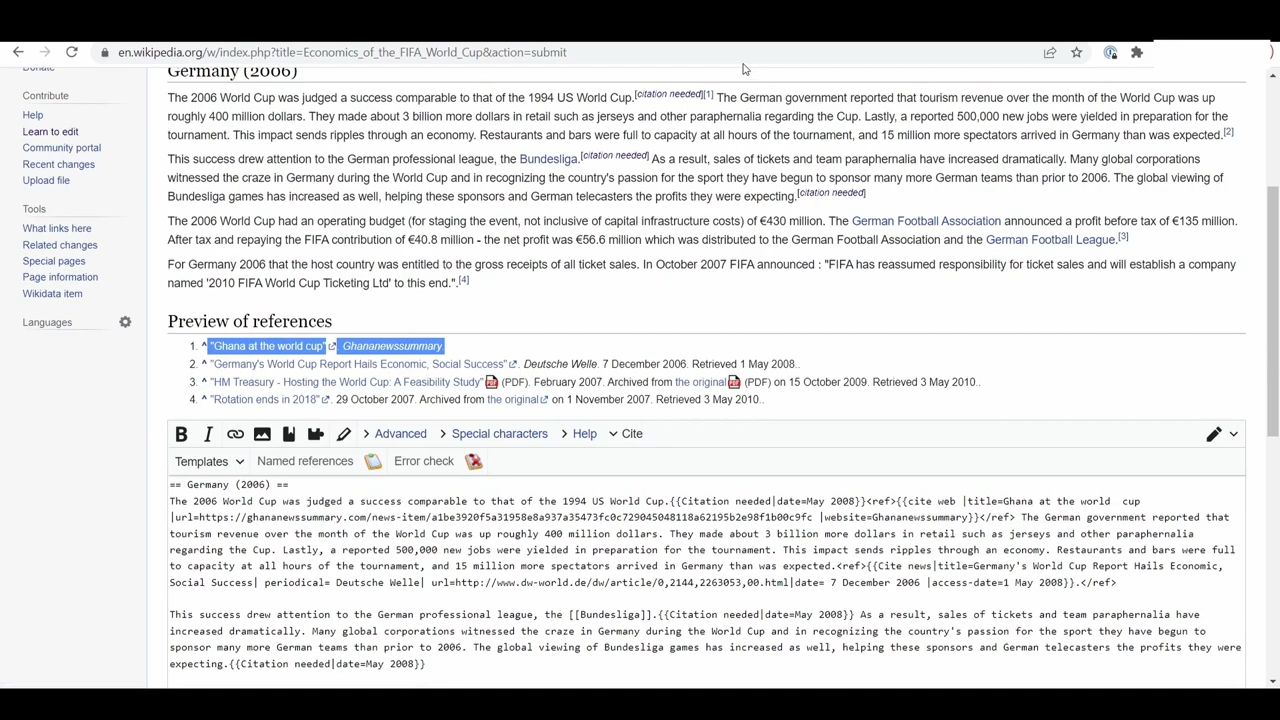 en.wikipedia.org/w/index.php?title=Economics_of_the_FIFA_World_Cup&action=submit
Donate
Contribute
Help
Learn to edit
Community portal
Recent changes
Upload file
Tools
What links here
Related changes
Special pages
Page information
Wikidata item
Languages
Germany (2006)
The 2006 World Cup was judged a success comparable to that of the 1994 US World Cup.[citation needed][1] The German government reported that tourism revenue over the month of the World Cup was up
roughly 400 million dollars. They made about 3 billion more dollars in retail such as jerseys and other paraphernalia regarding the Cup. Lastly, a reported 500,000 new jobs were yielded in preparation for the
tournament. This impact sends ripples through an economy. Restaurants and bars were full to capacity at all hours of the tournament, and 15 million more spectators arrived in Germany than was expected.[2]
This success drew attention to the German professional league, the Bundesliga.[citation needed] As a result, sales of tickets and team paraphernalia have increased dramatically. Many global corporations
witnessed the craze in Germany during the World Cup and in recognizing the country's passion for the sport they have begun to sponsor many more German teams than prior to 2006. The global viewing of
Bundesliga games has increased as well, helping these sponsors and German telecasters the profits they were expecting.[citation needed]
The 2006 World Cup had an operating budget (for staging the event, not inclusive of capital infrastructure costs) of €430 million. The German Football Association announced a profit before tax of €135 million.
After tax and repaying the FIFA contribution of €40.8 million - the net profit was €56.6 million which was distributed to the German Football Association and the German Football League.[3]
For Germany 2006 that the host country was entitled to the gross receipts of all ticket sales. In October 2007 FIFA announced : "FIFA has reassumed responsibility for ticket sales and will establish a company
named '2010 FIFA World Cup Ticketing Ltd' to this end.".[4]
Preview of references
1. ^ "Ghana at the world cup" Ghananewssummary.
2. ^ "Germany's World Cup Report Hails Economic, Social Success". Deutsche Welle. 7 December 2006. Retrieved 1 May 2008..
3. ^ "HM Treasury - Hosting the World Cup: A Feasibility Study" (PDF). February 2007. Archived from the original (PDF) on 15 October 2009. Retrieved 3 May 2010..
4. ^ "Rotation ends in 2018". 29 October 2007. Archived from the original on 1 November 2007. Retrieved 3 May 2010..
B I Advanced Special characters Help Cite
Templates Named references Error check
== Germany (2006) ==
The 2006 World Cup was judged a success comparable to that of the 1994 US World Cup.{{Citation needed|date=May 2008}}<ref>{{cite web |title=Ghana at the world  cup
|url=https://ghananewssummary.com/news-item/a1be3920f5a31958e8a937a35473fc0c729045048118a62195b2e98f1b00c9fc |website=Ghananewssummary}}</ref> The German government reported that
tourism revenue over the month of the World Cup was up roughly 400 million dollars. They made about 3 billion more dollars in retail such as jerseys and other paraphernalia
regarding the Cup. Lastly, a reported 500,000 new jobs were yielded in preparation for the tournament. This impact sends ripples through an economy. Restaurants and bars were full
to capacity at all hours of the tournament, and 15 million more spectators arrived in Germany than was expected.<ref>{{Cite news|title=Germany's World Cup Report Hails Economic,
Social Success| periodical= Deutsche Welle| url=http://www.dw-world.de/dw/article/0,2144,2263053,00.html|date= 7 December 2006 |access-date=1 May 2008}}.</ref>
This success drew attention to the German professional league, the [[Bundesliga]].{{Citation needed|date=May 2008}} As a result, sales of tickets and team paraphernalia have
increased dramatically. Many global corporations witnessed the craze in Germany during the World Cup and in recognizing the country's passion for the sport they have begun to
sponsor many more German teams than prior to 2006. The global viewing of Bundesliga games has increased as well, helping these sponsors and German telecasters the profits they were
expecting.{{Citation needed|date=May 2008}}